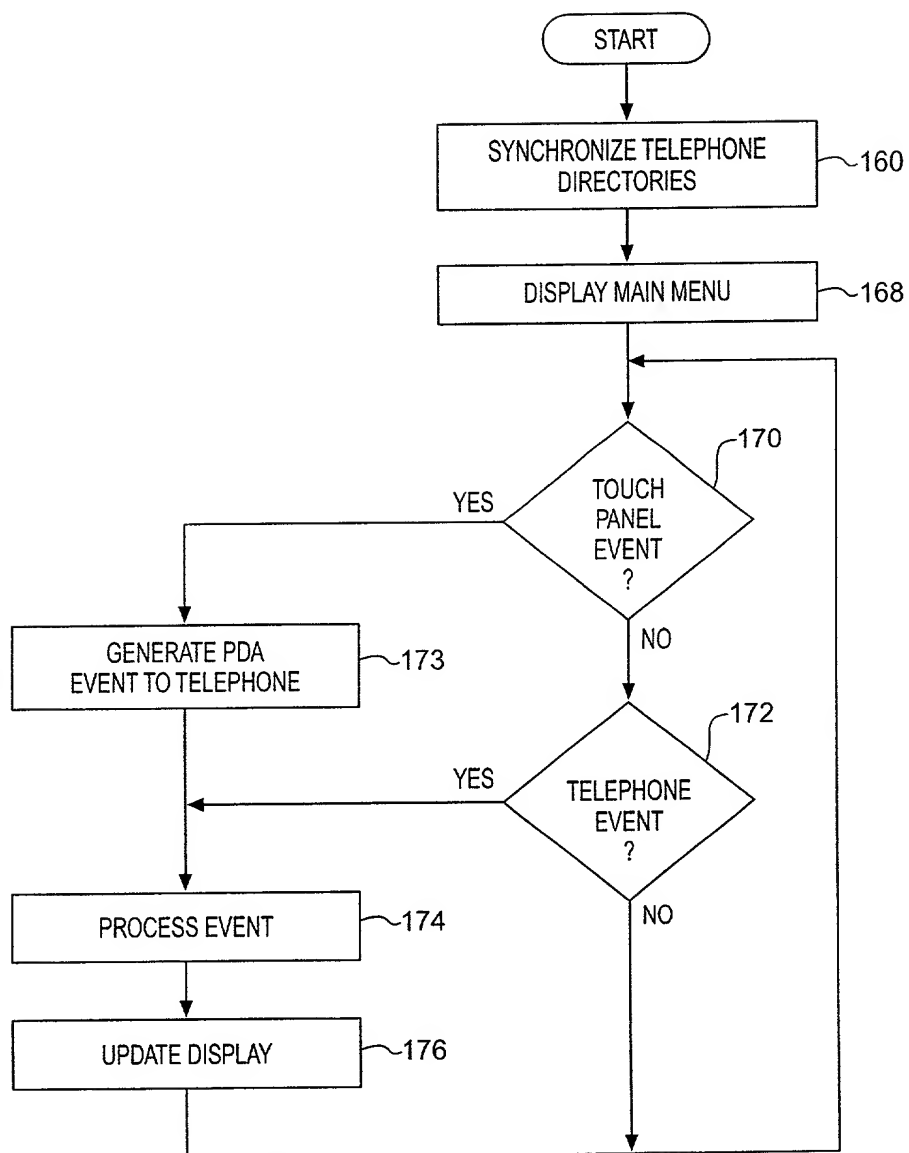 START
SYNCHRONIZE TELEPHONE
DIRECTORIES
160
DISPLAY MAIN MENU
168
170
TOUCH
PANEL
EVENT
?
YES
NO
GENERATE PDA
EVENT TO TELEPHONE
173
172
TELEPHONE
EVENT
?
YES
NO
PROCESS EVENT
174
UPDATE DISPLAY
176